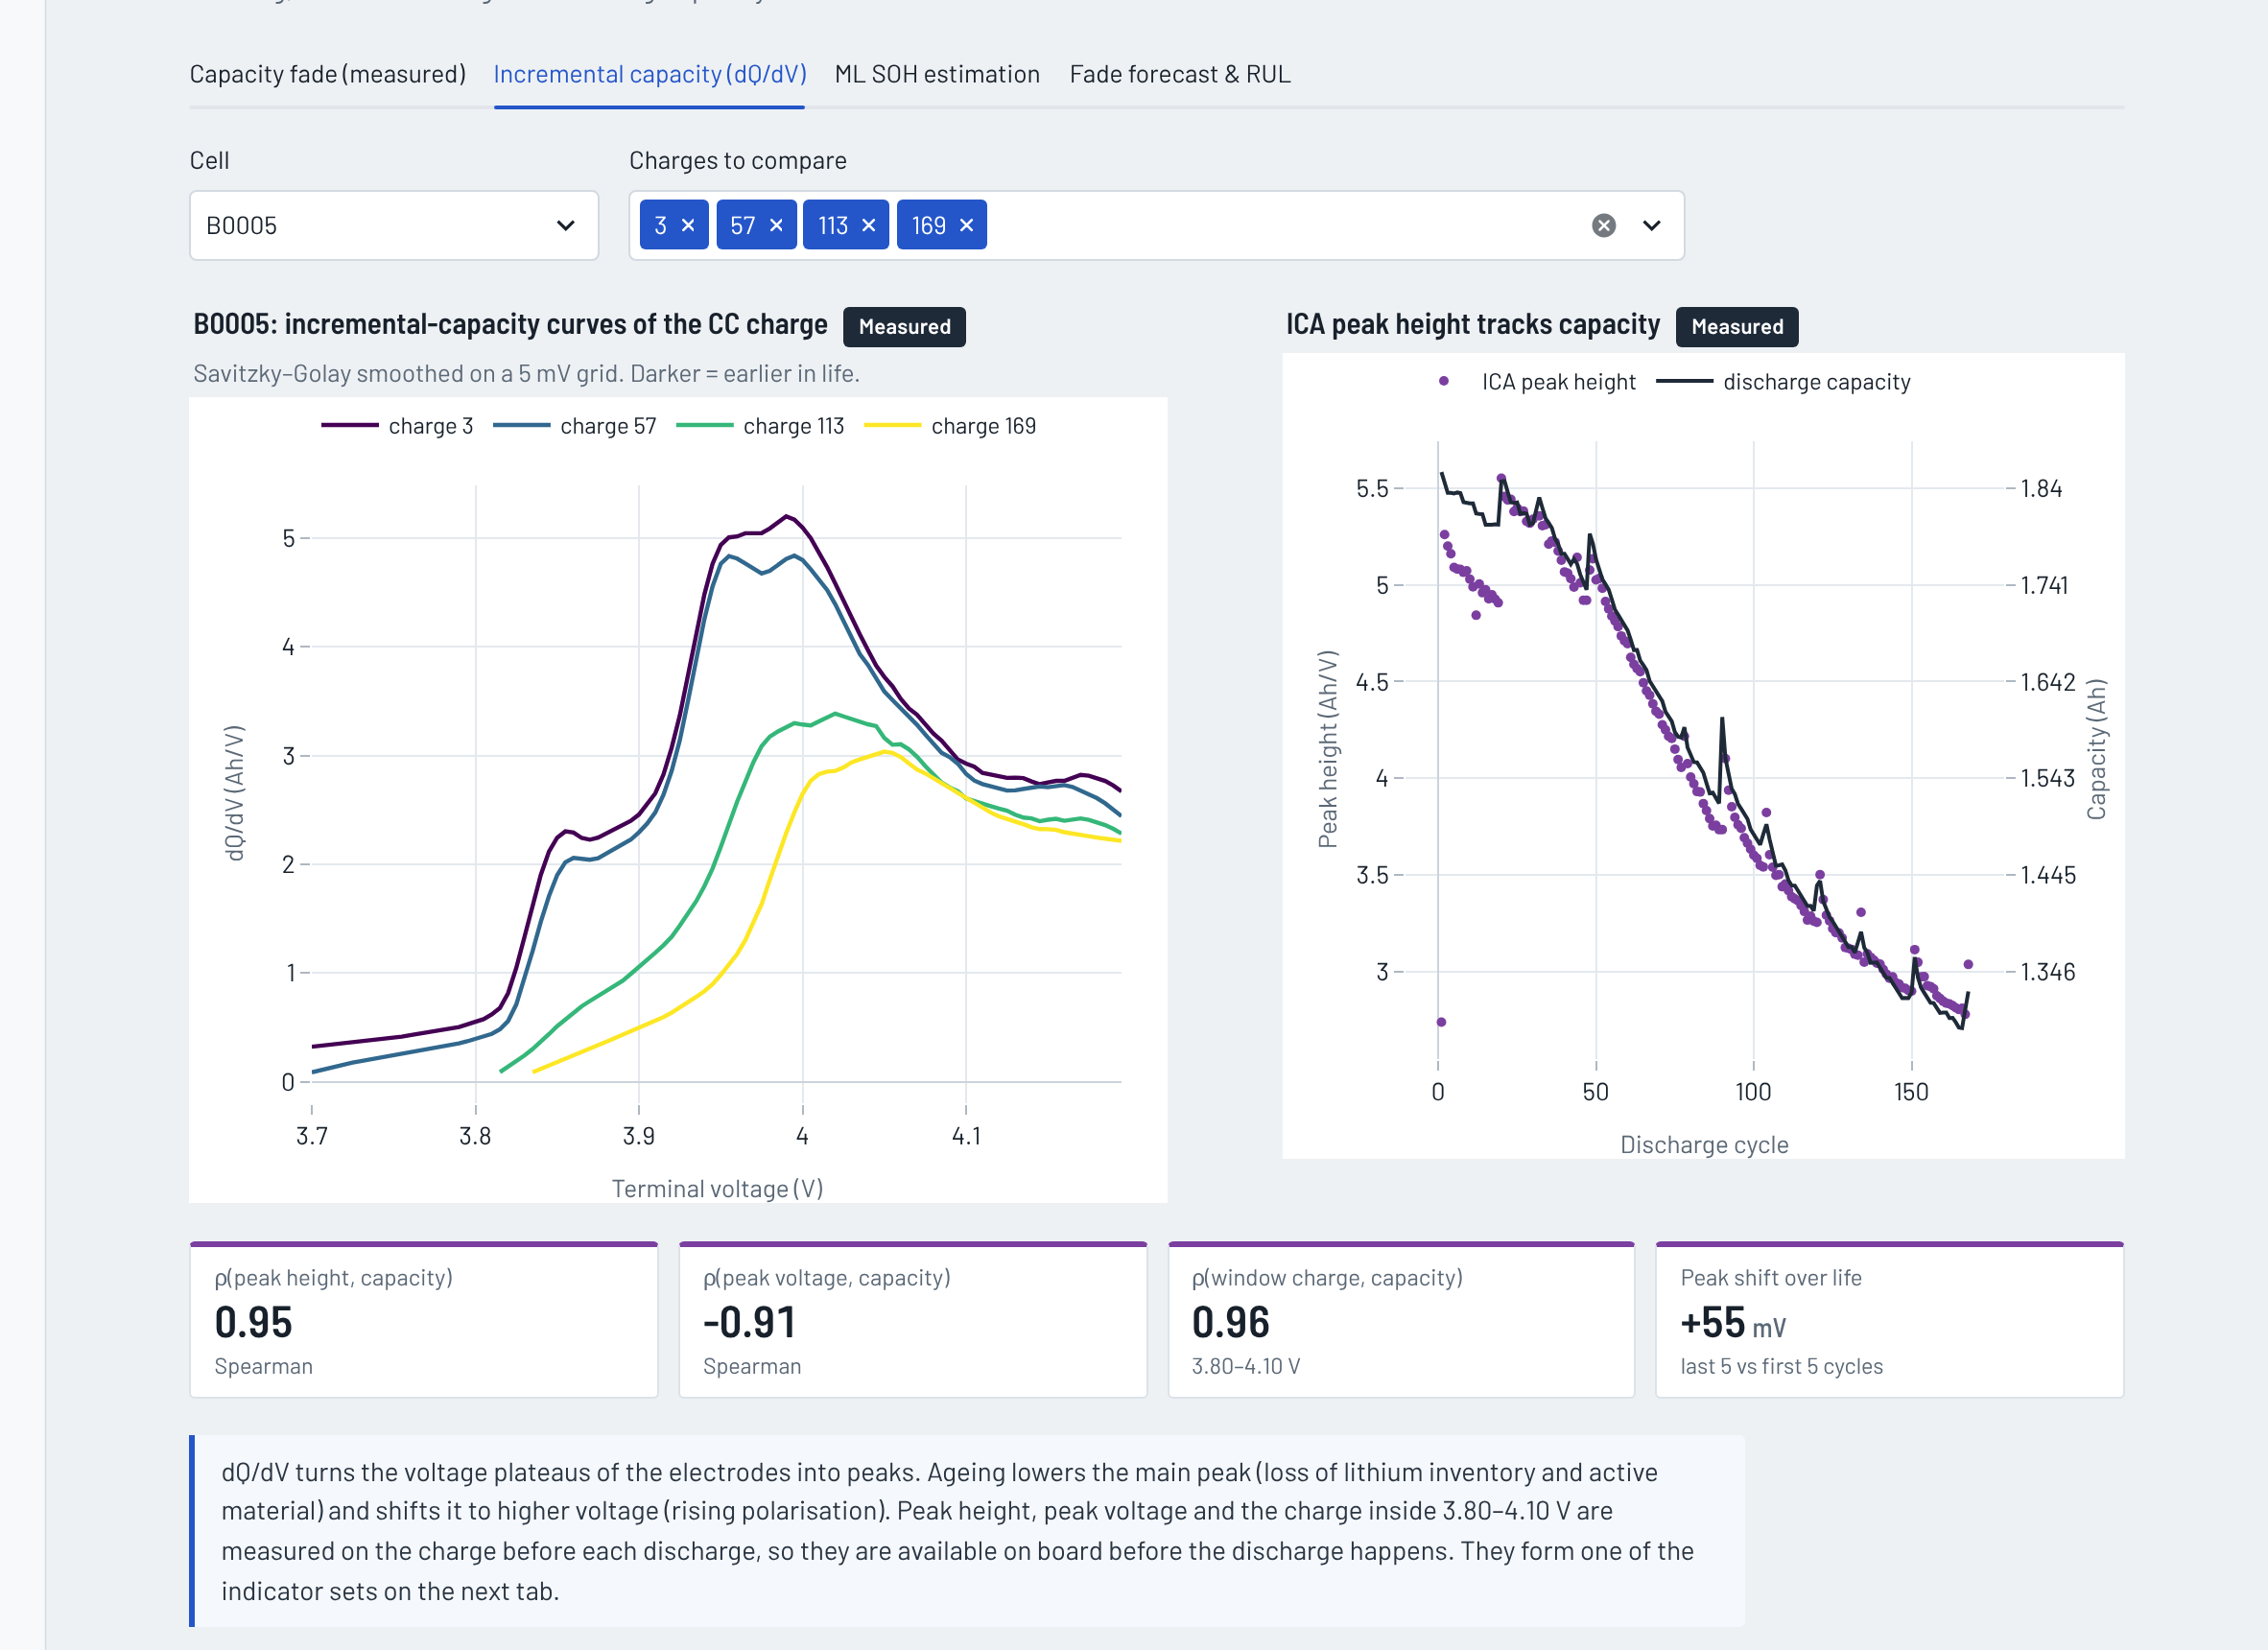 Capacity fade (measured) Incremental capacity (dQ/dV) ML SOH estimation Fade forecast & RUL
Cell
Charges to compare
B0005
3 × 57 × 113 × 169 ×
B0005: incremental-capacity curves of the CC charge Measured
Savitzky–Golay smoothed on a 5 mV grid. Darker = earlier in life.
charge 3 charge 57 charge 113 charge 169
5
4
3
2
1
0
dQ/dV (Ah/V)
3.7 3.8 3.9 4 4.1
Terminal voltage (V)
ICA peak height tracks capacity Measured
ICA peak height discharge capacity
5.5
5
4.5
4
3.5
3
Peak height (Ah/V)
1.84
1.741
1.642
1.543
1.445
1.346
Capacity (Ah)
0 50 100 150
Discharge cycle
ρ(peak height, capacity)
0.95
Spearman
ρ(peak voltage, capacity)
-0.91
Spearman
ρ(window charge, capacity)
0.96
3.80–4.10 V
Peak shift over life
+55 mV
last 5 vs first 5 cycles
dQ/dV turns the voltage plateaus of the electrodes into peaks. Ageing lowers the main peak (loss of lithium inventory and active
material) and shifts it to higher voltage (rising polarisation). Peak height, peak voltage and the charge inside 3.80–4.10 V are
measured on the charge before each discharge, so they are available on board before the discharge happens. They form one of the
indicator sets on the next tab.